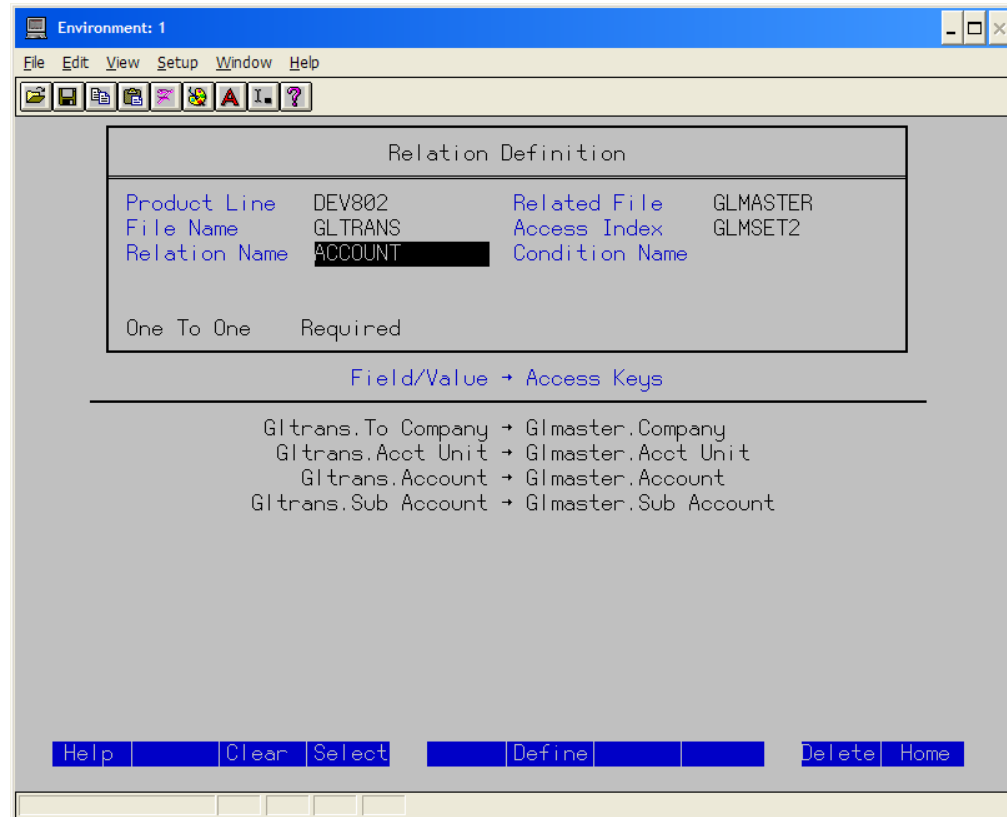 Environment: 1
File Edit View Setup Window Help
Relation Definition
Product Line DEV802 Related File GLMASTER
File Name GLTRANS Access Index GLMSET2
Relation Name ACCOUNT Condition Name
One To One Required
Field/Value → Access Keys
Gltrans.To Company → Glmaster.Company
Gltrans.Acct Unit → Glmaster.Acct Unit
Gltrans.Account → Glmaster.Account
Gltrans.Sub Account → Glmaster.Sub Account
Help Clear Select Define Delete Home